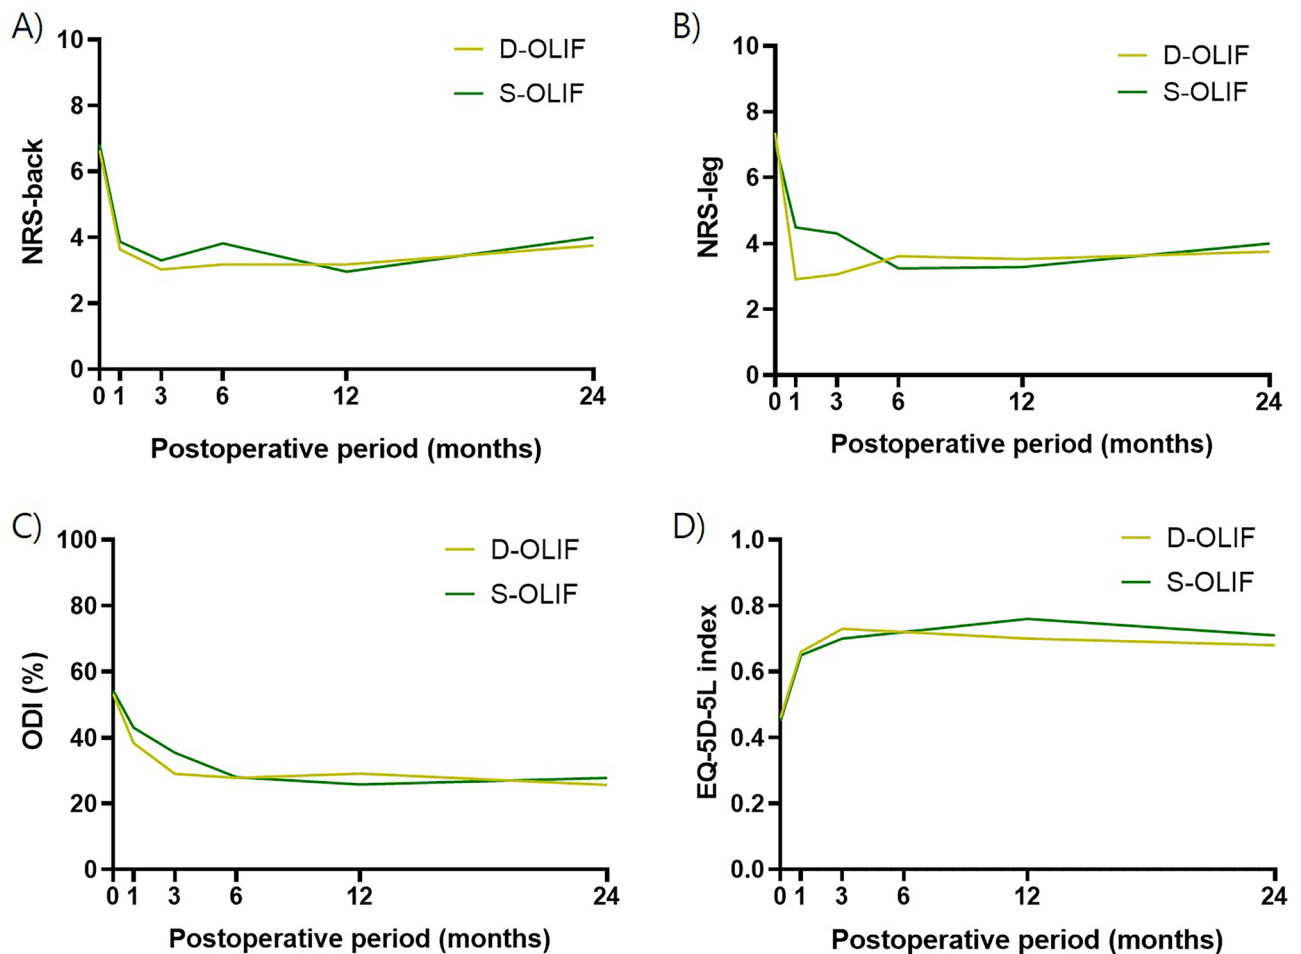 A)
10
8
6
4
2
0
NRS-back
D-OLIF
S-OLIF
0 1 3 6 12 24
Postoperative period (months)
B)
10
8
6
4
2
0
NRS-leg
D-OLIF
S-OLIF
0 1 3 6 12 24
Postoperative period (months)
C)
100
80
60
40
20
0
ODI (%)
D-OLIF
S-OLIF
0 1 3 6 12 24
Postoperative period (months)
D)
1.0
0.8
0.6
0.4
0.2
0.0
EQ-5D-5L index
D-OLIF
S-OLIF
0 1 3 6 12 24
Postoperative period (months)